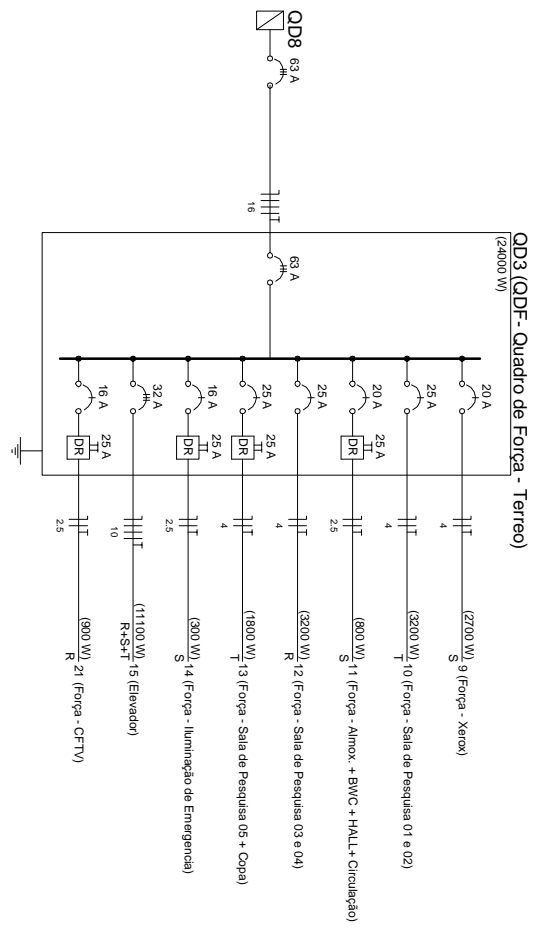 QD8
63 A
16
QD3 (QDF - Quadro de Força - Terreo)
(24000 W)
63 A
20 A
4
(2700 W)
S
9 (Força - Xerox)
25 A
4
(3200 W)
T
10 (Força - Sala de Pesquisa 01 e 02)
20 A
DR
25 A
2.5
(800 W)
S
11 (Força - Almox. + BWC + HALL+ Circulação)
25 A
4
(3200 W)
R
12 (Força - Sala de Pesquisa 03 e 04)
25 A
DR
25 A
4
(1800 W)
T
13 (Força - Sala de Pesquisa 05 + Copa)
16 A
DR
25 A
2.5
(300 W)
S
14 (Força - Iluminação de Emergencia)
32 A
10
(11100 W)
R+S+T
15 (Elevador)
16 A
DR
25 A
2.5
(900 W)
R
21 (Força - CFTV)